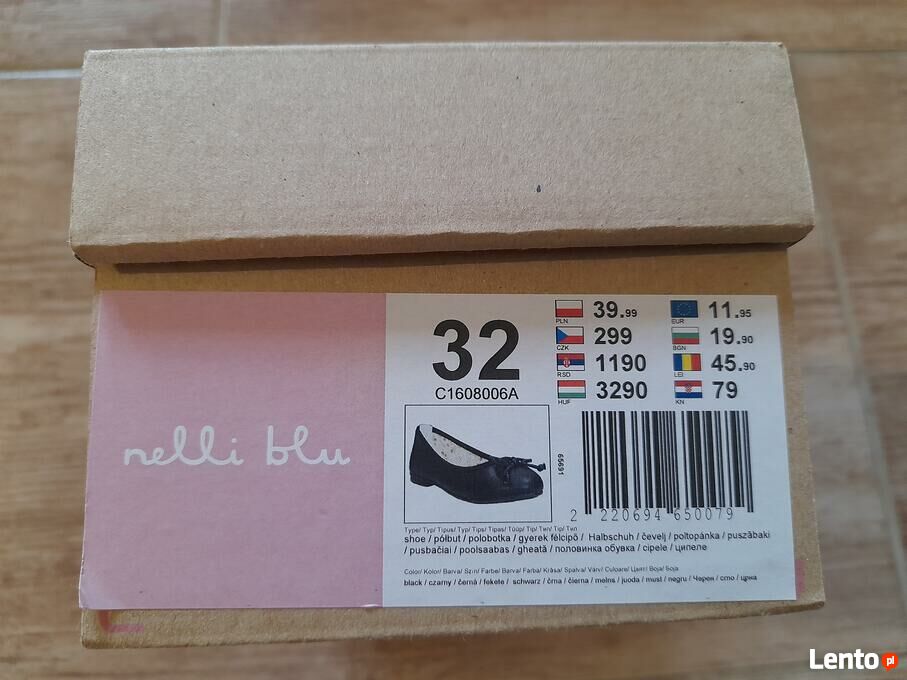 nelli blu
32
C1608006A
PLN 39.99
CZK 299
RSD 1190
HUF 3290
EUR 11.95
BGN 19.90
LEI 45.90
KN 79
65691
2 220694 650079
Type/ Typ/ Típus/ Typ/ Tips/ Tipas/ Tüüp/ Tip/ Тип/ Tip/ Тип
shoe / półbut / polobotka / gyerek félcipő / Halbschuh / čevelj / poltopánka / puszābaki
/ pusbačiai / poolsaabas / gheată / половинка обувка / cipele / ципеле
Color/ Kolor/ Barva/ Szín/ Farbe/ Barva/ Farba/ Krāsa/ Spalva/ Värv/ Culoare/ Цвят/ Boja/ Боја
black / czarny / černá / fekete / schwarz / črna / čierna / melns / juoda / must / negru / Черен / crno / црна
Lento.pl